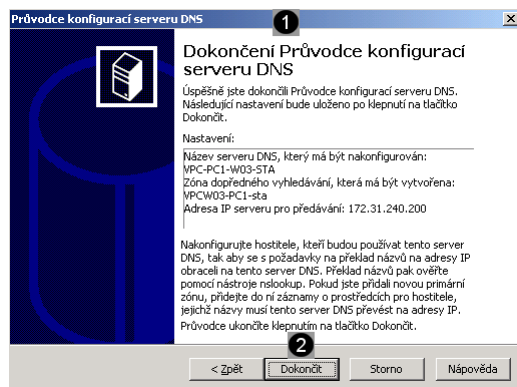 Průvodce konfigurací serveru DNS
1
Dokončení Průvodce konfigurací
serveru DNS
Úspěšně jste dokončili Průvodce konfigurací serveru DNS.
Následující nastavení bude uloženo po klepnutí na tlačítko
Dokončit.
Nastavení:
Název serveru DNS, který má být nakonfigurován:
VPC-PC1-W03-STA
Zóna dopředného vyhledávání, která má být vytvořena:
VPCW03-PC1-sta
Adresa IP serveru pro předávání: 172.31.240.200
Nakonfigurujte hostitele, kteří budou používat tento server
DNS, tak aby se s požadavky na překlad názvů na adresy IP
obraceli na tento server DNS. Překlad názvů pak ověřte
pomocí nástroje nslookup. Pokud jste přidali novou primární
zónu, přidejte do ní záznamy o prostředcích pro hostitele,
jejichž názvy musí tento server DNS převést na adresy IP.
Průvodce ukončíte klepnutím na tlačítko Dokončit.
2
< Zpět Dokončit Storno Nápověda